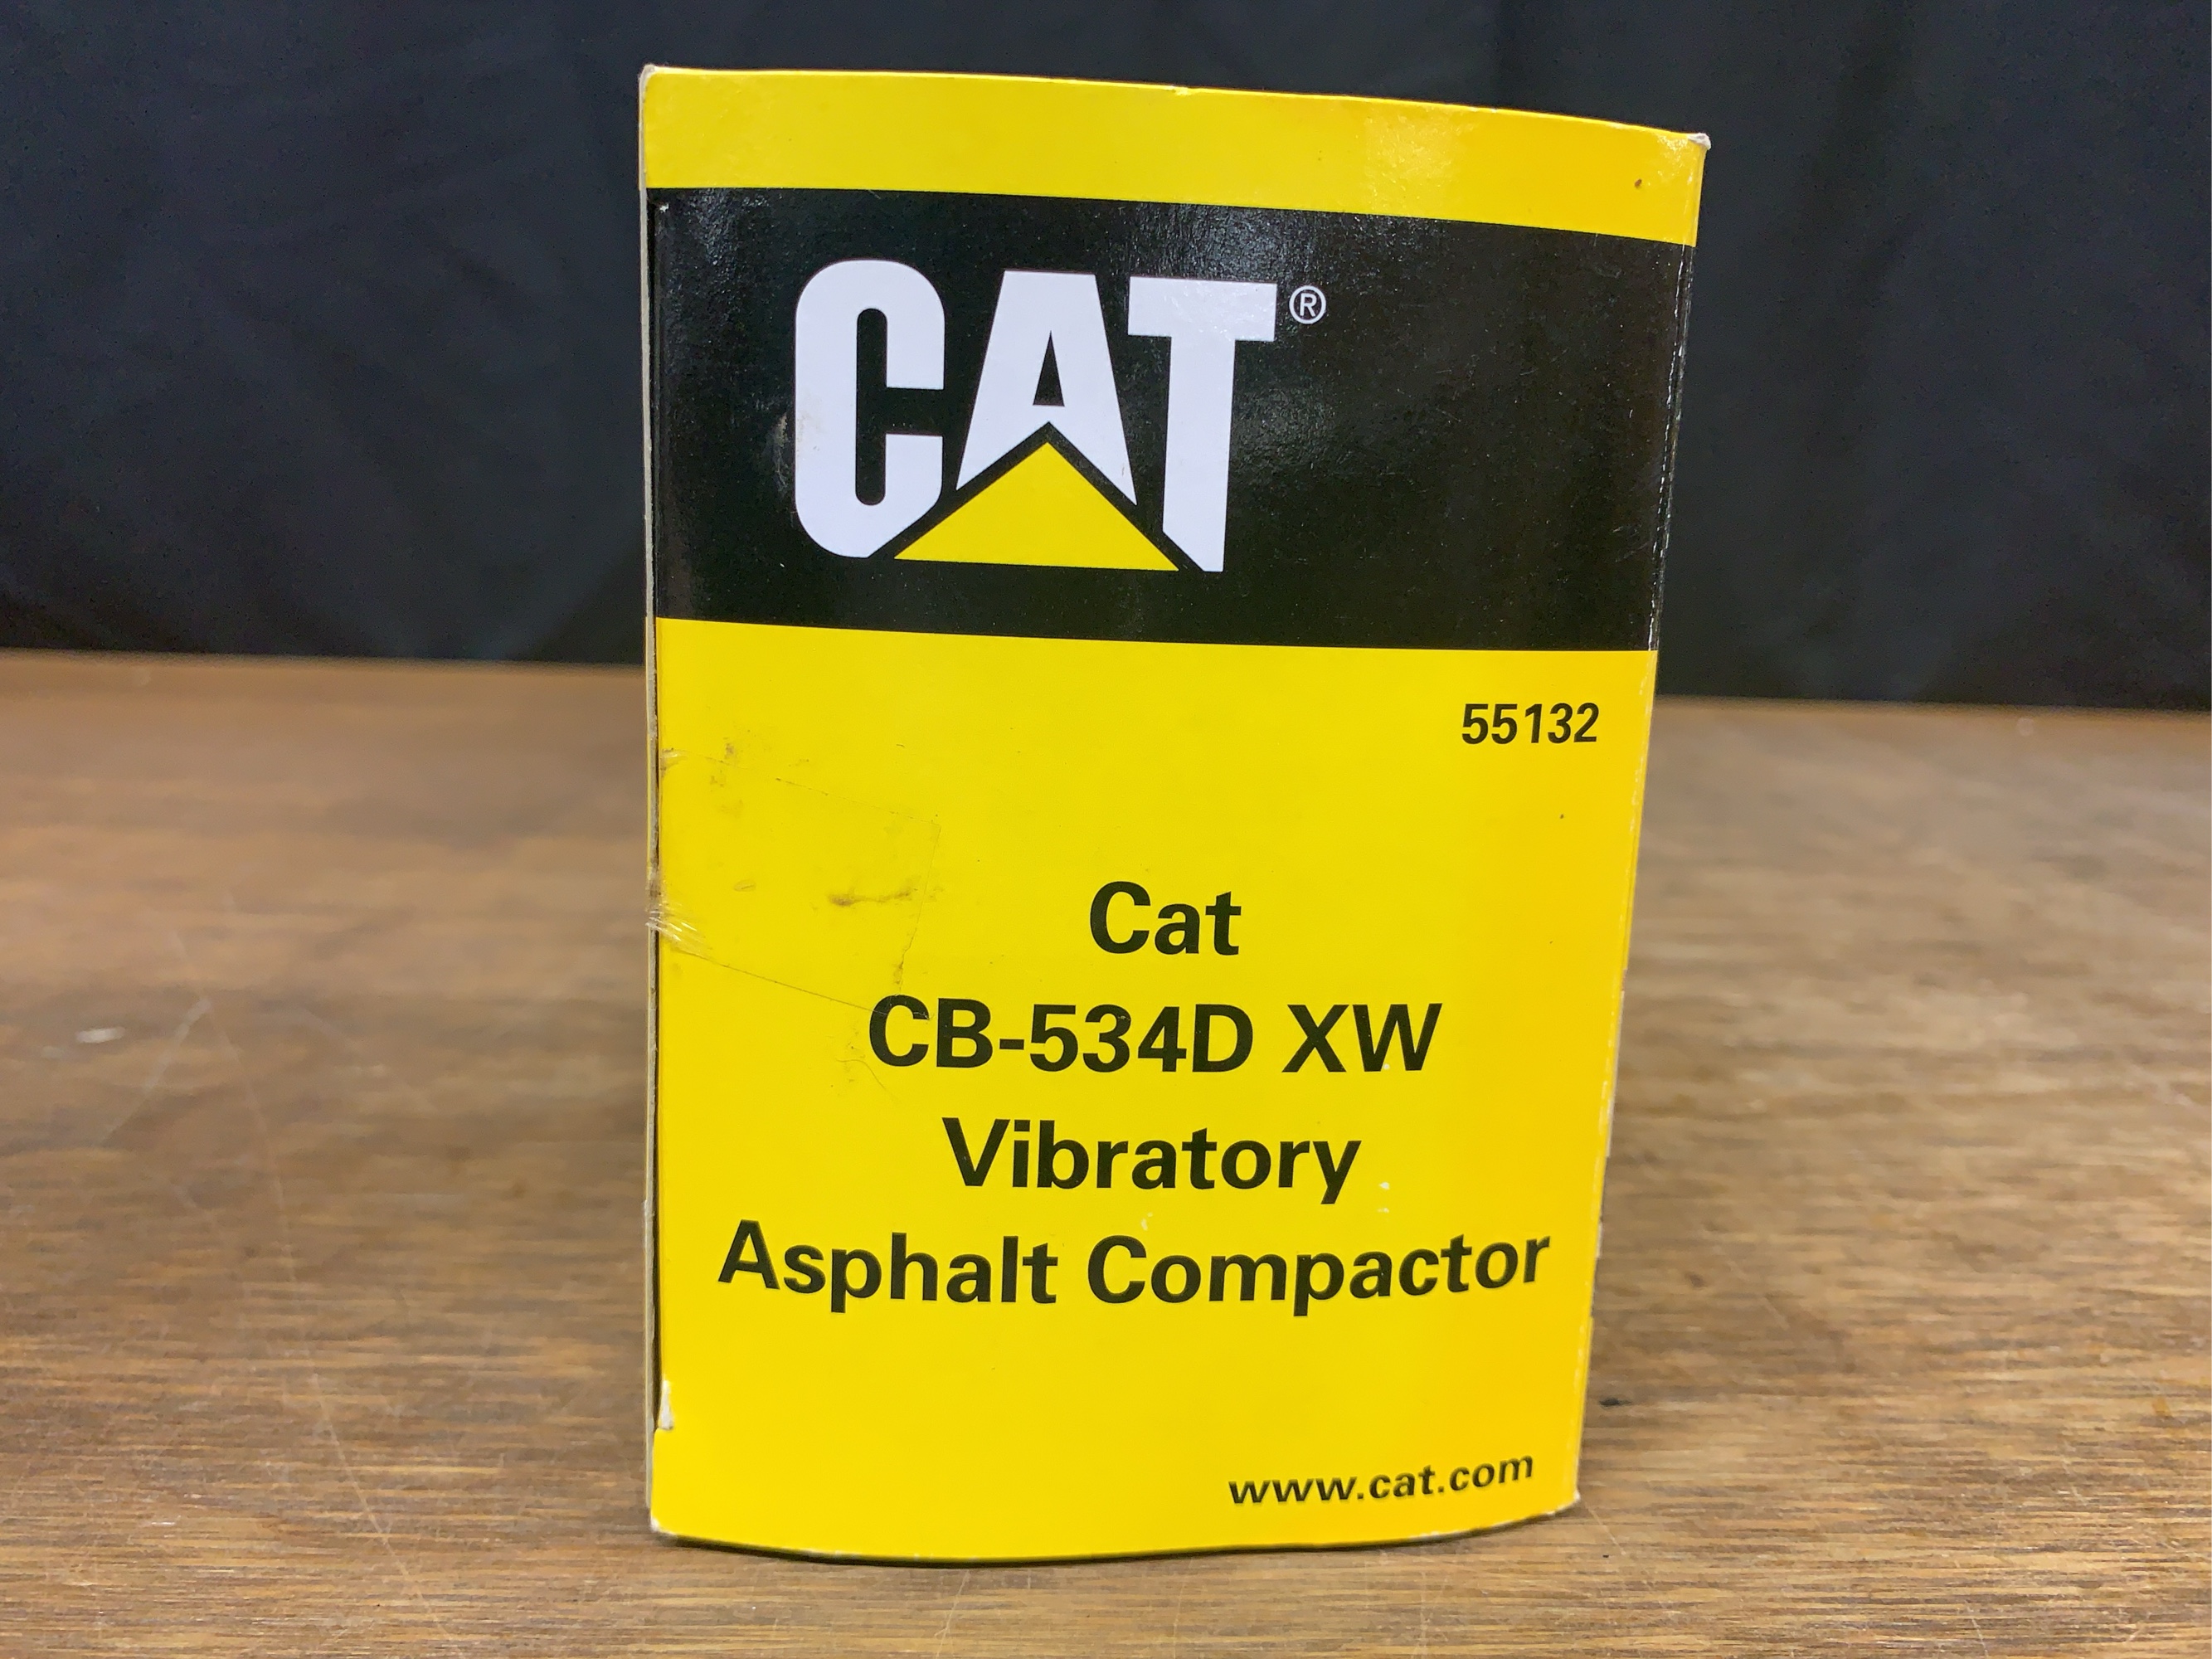 CAT®
55132
Cat
CB-534D XW
Vibratory
Asphalt Compactor
www.cat.com